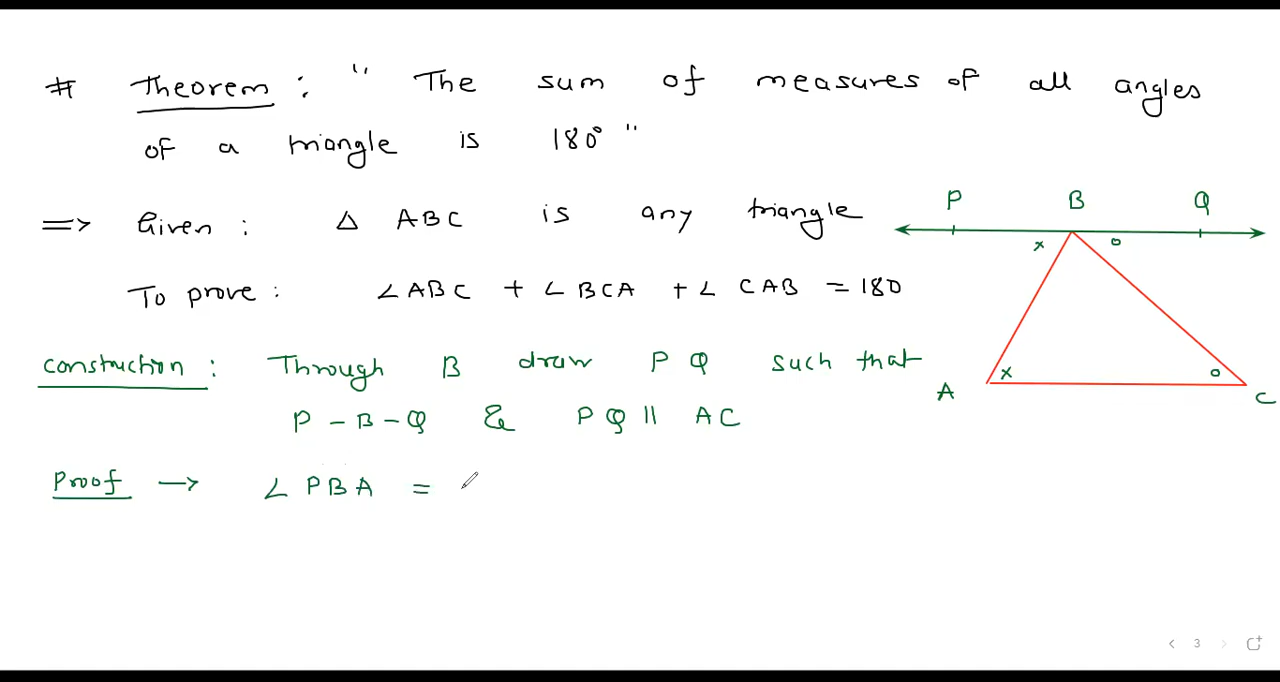 # Theorem : " The sum of measures of all angles
of a triangle is 180° "
=> Given : Δ ABC is any triangle
To prove : ∠ABC + ∠BCA + ∠CAB = 180
construction : Through B draw PQ such that
P - B - Q & PQ || AC
Proof → ∠PBA =
P B Q
x o
x o
A C
< 3 >